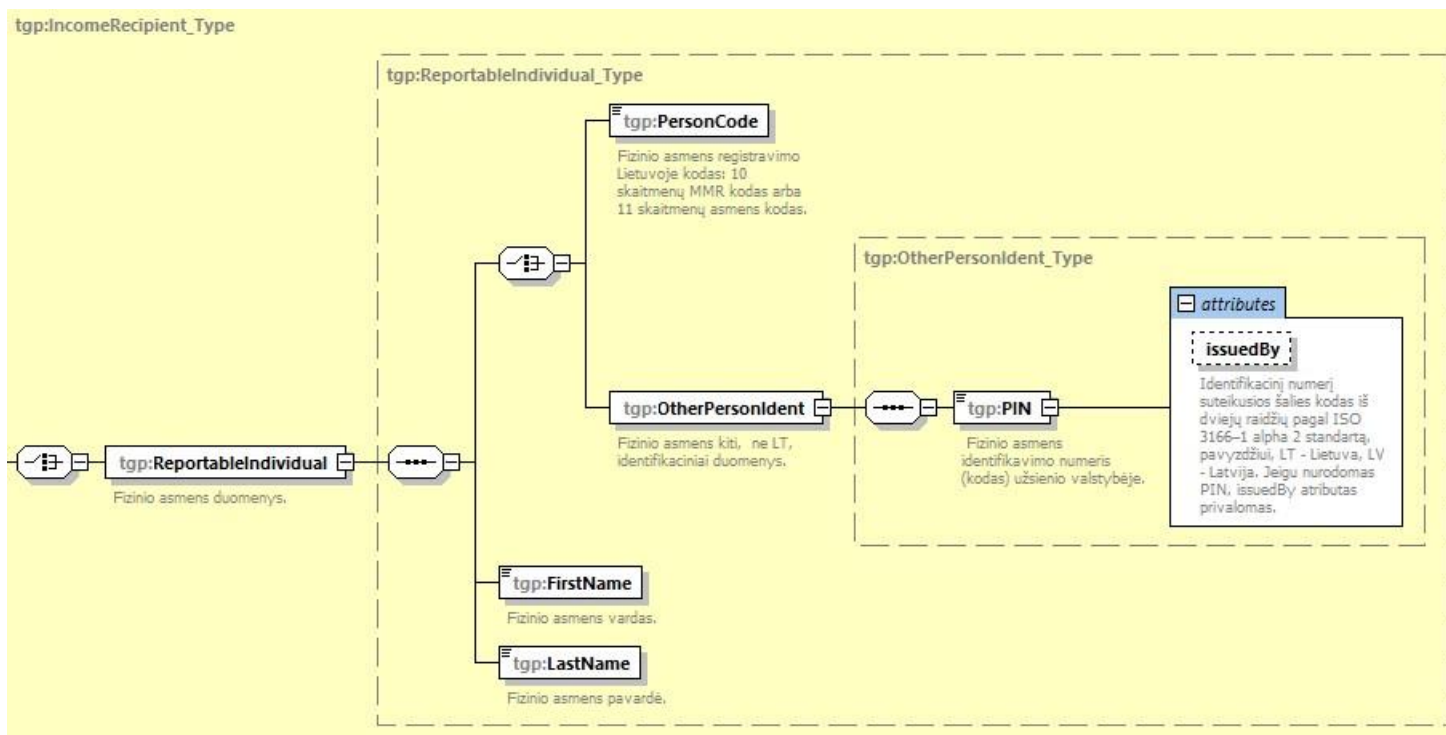 tgp:IncomeRecipient_Type
tgp:ReportableIndividual_Type
tgp:PersonCode
Fizinio asmens registravimo
Lietuvoje kodas: 10
skaitmenų MMR kodas arba
11 skaitmenų asmens kodas.
tgp:OtherPersonIdent_Type
attributes
issuedBy
Identifikacinį numerį
suteikusios šalies kodas iš
dviejų raidžių pagal ISO
3166–1 alpha 2 standartą,
pavyzdžiui, LT - Lietuva, LV
- Latvija. Jeigu nurodomas
PIN, issuedBy atributas
privalomas.
tgp:OtherPersonIdent
Fizinio asmens kiti, ne LT,
identifikaciniai duomenys.
tgp:PIN
Fizinio asmens
identifikavimo numeris
(kodas) užsienio valstybėje.
tgp:ReportableIndividual
Fizinio asmens duomenys.
tgp:FirstName
Fizinio asmens vardas.
tgp:LastName
Fizinio asmens pavardė.